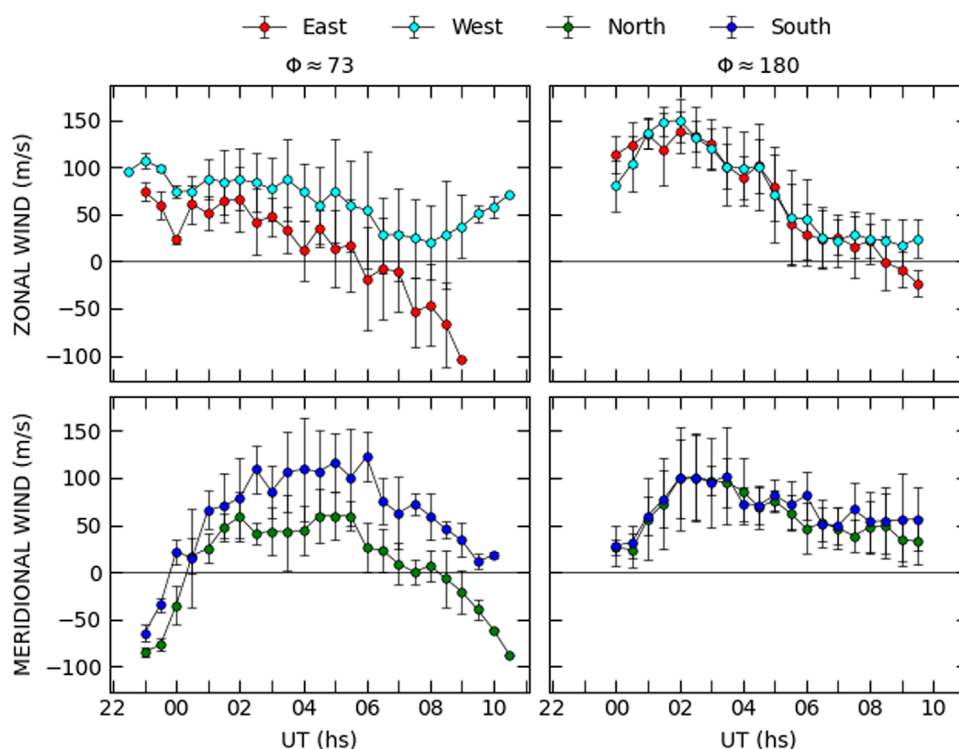 East West North South
Φ ≈ 73 Φ ≈ 180
ZONAL WIND (m/s)
150
100
50
0
−50
−100
MERIDIONAL WIND (m/s)
150
100
50
0
−50
−100
22 00 02 04 06 08 10 22 00 02 04 06 08 10
UT (hs) UT (hs)